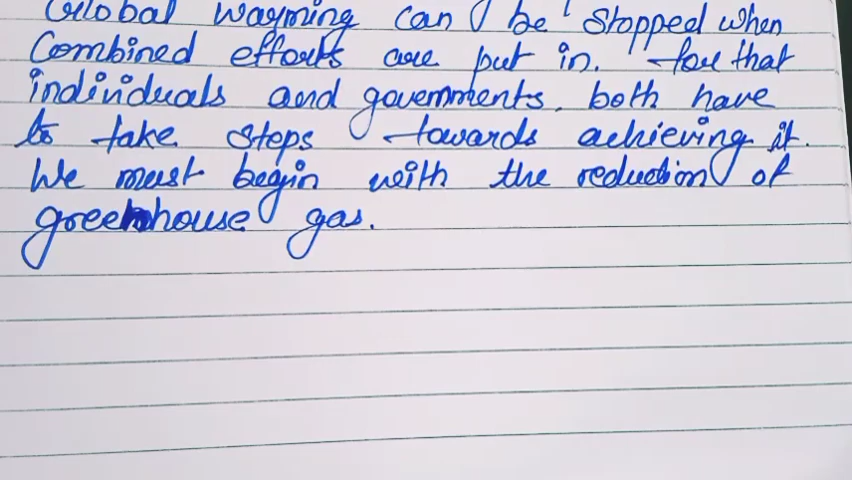 Global Warming can be stopped when
Combined efforts are put in. for that
individuals and governments, both have
to take steps towards achieving it.
We must begin with the reduction of
greenhouse gas.